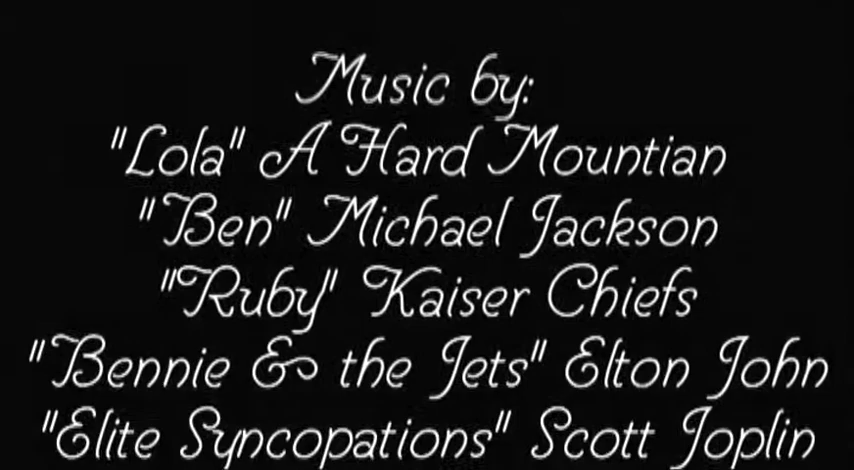 Music by:
"Lola" A Hard Mountian
"Ben" Michael Jackson
"Ruby" Kaiser Chiefs
"Bennie & the Jets" Elton John
"Elite Syncopations" Scott Joplin